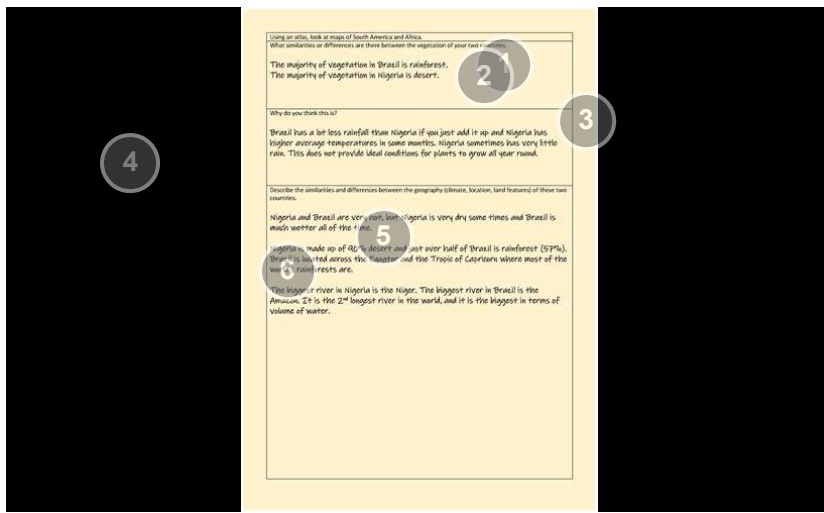 Using an atlas, look at maps of South America and Africa.
What similarities or differences are there between the vegetation of your two countries.
The majority of vegetation in Brazil is rainforest.
The majority of vegetation in Nigeria is desert.
1
2
Why do you think this is?
3
Brazil has a lot less rainfall than Nigeria if you just add it up and Nigeria has
higher average temperatures in some months. Nigeria sometimes has very little
rain. This does not provide ideal conditions for plants to grow all year round.
4
Describe the similarities and differences between the geography (climate, location, land features) of these two
countries.
Nigeria and Brazil are very hot, but Nigeria is very dry some times and Brazil is
much wetter all of the time.
5
Nigeria is made up of 90% desert and just over half of Brazil is rainforest (57%).
Brazil is located across the Equator and the Tropic of Capricorn where most of the
world's rainforests are.
6
The biggest river in Nigeria is the Niger. The biggest river in Brazil is the
Amazon. It is the 2nd longest river in the world, and it is the biggest in terms of
volume of water.